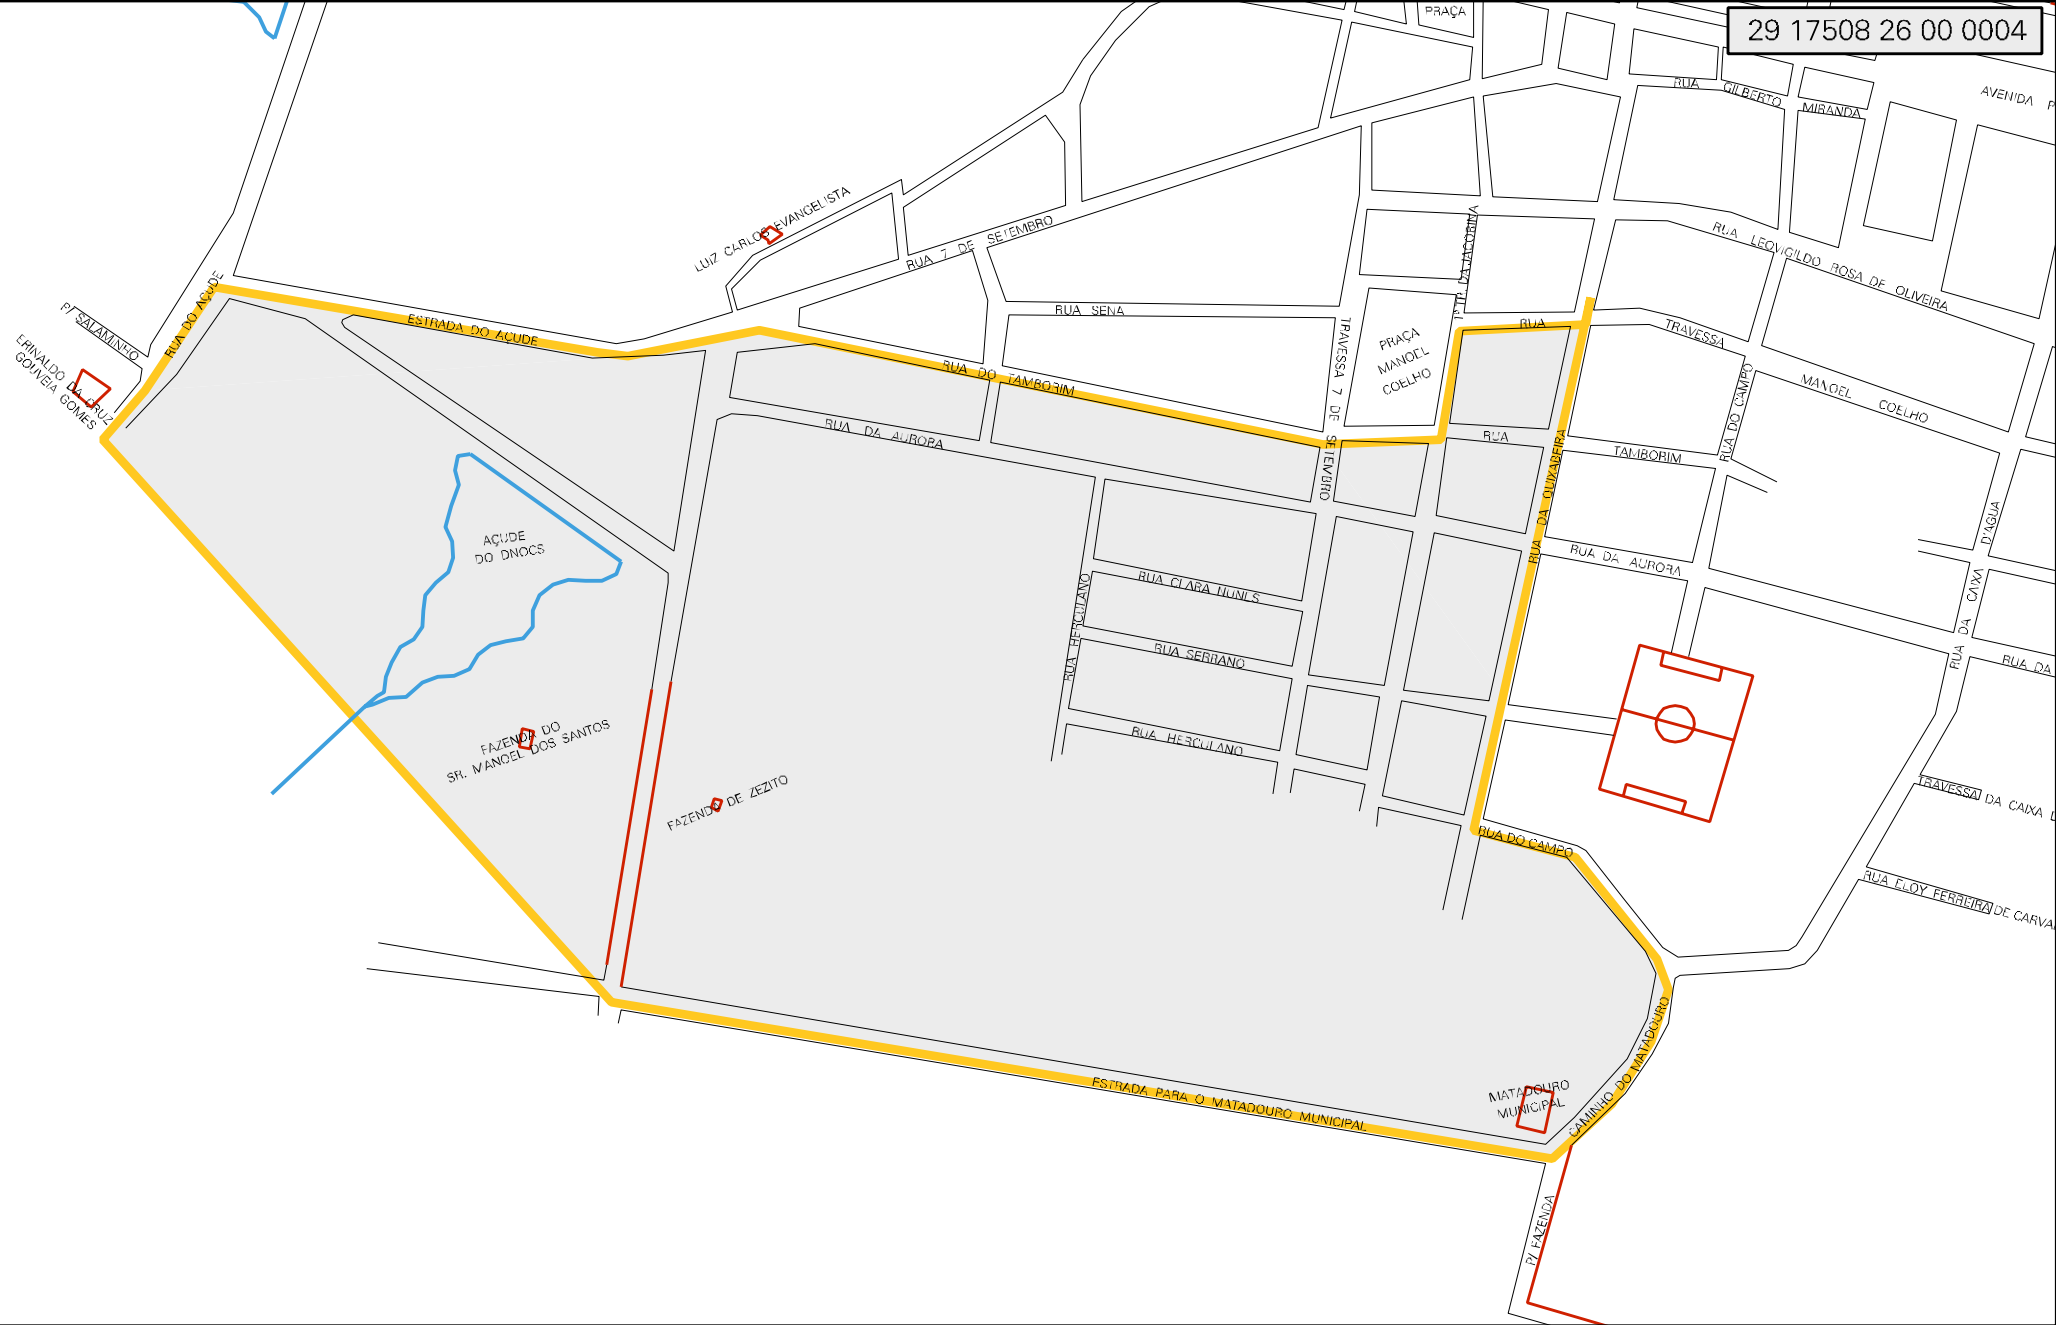 PRAÇA
29 17508 26 00 0004
RUA GILBERTO MIRANDA
AVENIDA P
LUIZ CARLOS EVANGELISTA
RUA 7 DE SETEMBRO
TV. DA JACOBINA
RUA LEOVIGILDO ROSA DE OLIVEIRA
RUA DO AÇUDE
P/ SALAMINHO
ERINALDO DA CRUZ
GOUVEIA GOMES
ESTRADA DO AÇUDE
RUA SENA
TRAVESSA 7 DE SETEMBRO
PRAÇA
MANOEL
COELHO
RUA
TRAVESSA
MANOEL COELHO
RUA DO CAMPO
RUA DO TAMBORIM
RUA DA AURORA
RUA
TAMBORIM
RUA DA QUIXABEIRA
RUA DA AURORA
RUA DA CAIXA D'AGUA
RUA DA
AÇUDE
DO DNOCS
RUA CLARA NUNES
RUA HERCULANO
RUA SERRANO
RUA HERCULANO
FAZENDA DO
SR. MANOEL DOS SANTOS
FAZENDA DE ZEZITO
TRAVESSA DA CAIXA D
RUA DO CAMPO
RUA ELOY FERREIRA DE CARVA
CAMINHO DO MATADOURO
ESTRADA PARA O MATADOURO MUNICIPAL
MATADOURO
MUNICIPAL
P/ FAZENDA